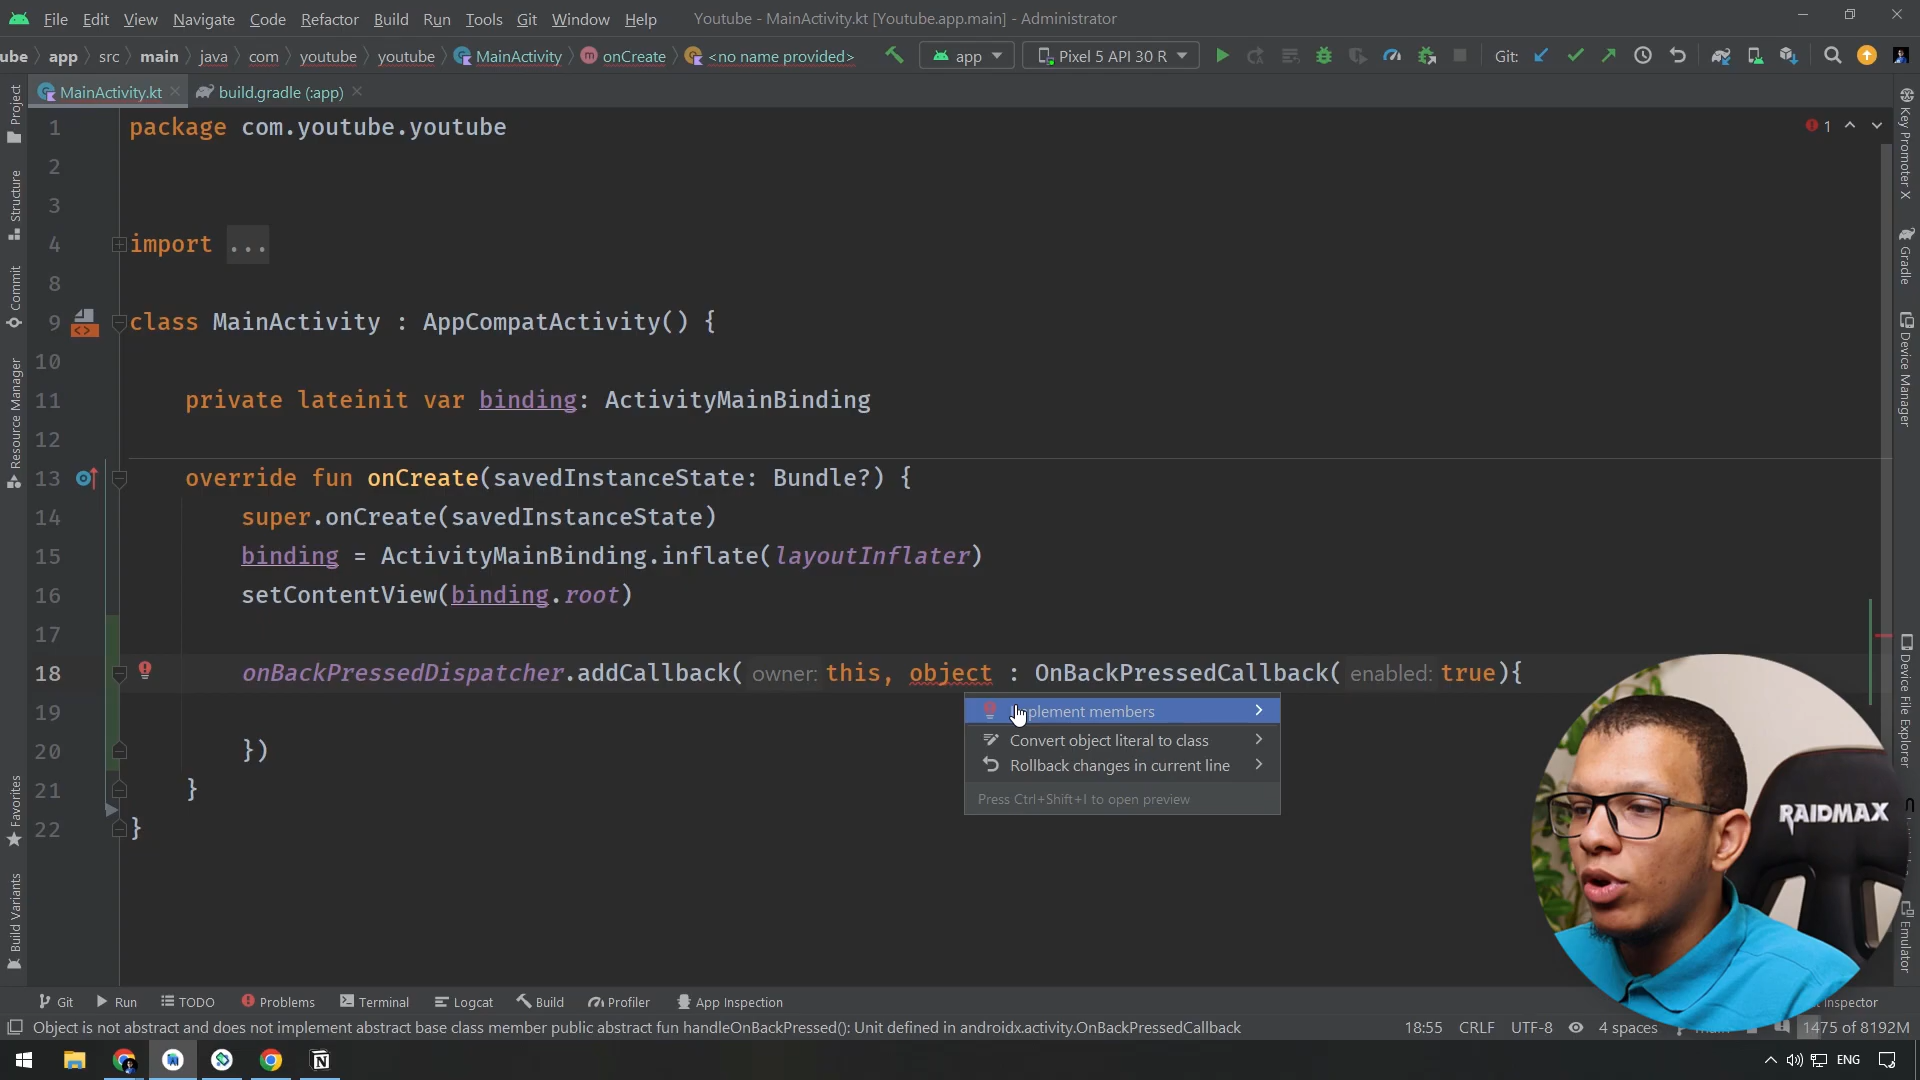 File Edit View Navigate Code Refactor Build Run Tools Git Window Help Youtube - MainActivity.kt [Youtube.app.main] - Administrator
ube app src main java com youtube youtube MainActivity onCreate <no name provided> app Pixel 5 API 30 R Git:
MainActivity.kt build.gradle (:app)
Project
Structure
Commit
Resource Manager
Favorites
Build Variants
1 package com.youtube.youtube
1
2
3
4 import ...
8
9 class MainActivity : AppCompatActivity() {
10
11 private lateinit var binding: ActivityMainBinding
12
13 override fun onCreate(savedInstanceState: Bundle?) {
14 super.onCreate(savedInstanceState)
15 binding = ActivityMainBinding.inflate(layoutInflater)
16 setContentView(binding.root)
17
18 onBackPressedDispatcher.addCallback( owner: this, object : OnBackPressedCallback( enabled: true){
19
20 })
21 }
22 }
Implement members
Convert object literal to class
Rollback changes in current line
Press Ctrl+Shift+I to open preview
Key Promoter X
Gradle
Device Manager
Device File Explorer
Emulator
RAIDMAX
Git Run TODO Problems Terminal Logcat Build Profiler App Inspection Inspector
Object is not abstract and does not implement abstract base class member public abstract fun handleOnBackPressed(): Unit defined in androidx.activity.OnBackPressedCallback 18:55 CRLF UTF-8 4 spaces main 1475 of 8192M
ENG